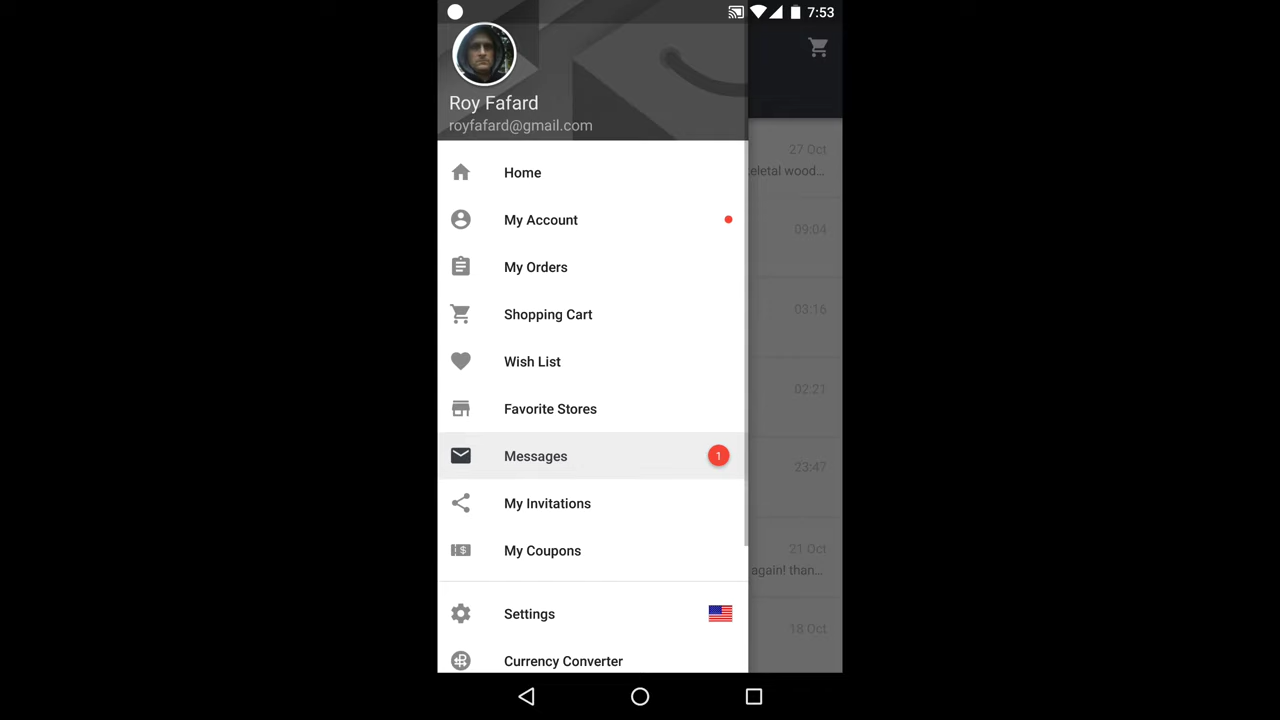 7:53
Roy Fafard
royfafard@gmail.com
Home
My Account
My Orders
Shopping Cart
Wish List
Favorite Stores
Messages 1
My Invitations
My Coupons
Settings
Currency Converter
27 Oct
wood...
09:04
03:16
02:21
23:47
21 Oct
again! than...
18 Oct